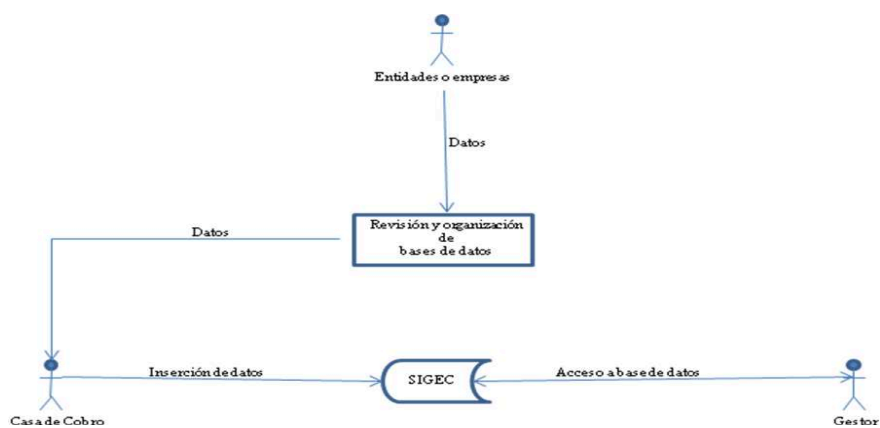 Entidades o empresas
Datos
Revisión y organización
de
bases de datos
Datos
Inserción de datos
SIGEC
Acceso a base de datos
Casa de Cobro
Gestor